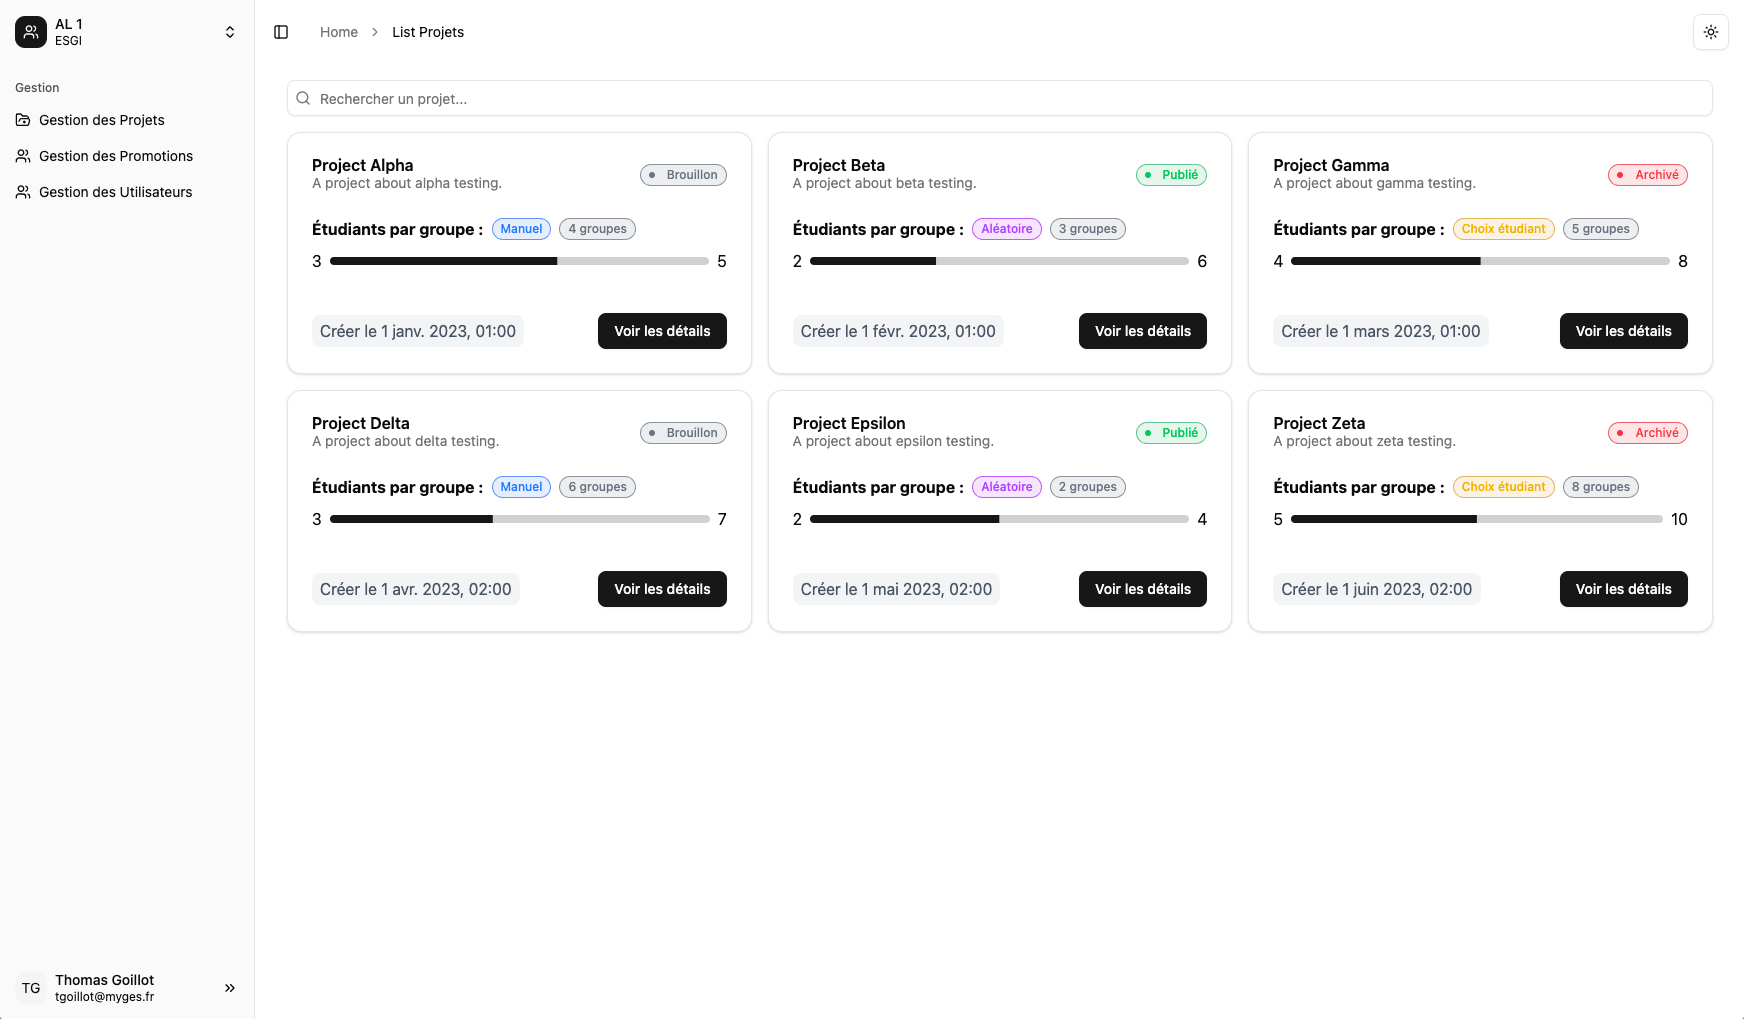 AL 1
ESGI
Gestion
Gestion des Projets
Gestion des Promotions
Gestion des Utilisateurs
Thomas Goillot
TG
tgoillot@myges.fr
Home
List Projets
Rechercher un projet...
Project Alpha
A project about alpha testing.
Brouillon
Étudiants par groupe :
Manuel
4 groupes
3
5
Créer le 1 janv. 2023, 01:00
Voir les détails
Project Beta
A project about beta testing.
Publié
Étudiants par groupe :
Aléatoire
3 groupes
2
6
Créer le 1 févr. 2023, 01:00
Voir les détails
Project Gamma
A project about gamma testing.
Archivé
Étudiants par groupe :
Choix étudiant
5 groupes
4
8
Créer le 1 mars 2023, 01:00
Voir les détails
Project Delta
A project about delta testing.
Brouillon
Étudiants par groupe :
Manuel
6 groupes
3
7
Créer le 1 avr. 2023, 02:00
Voir les détails
Project Epsilon
A project about epsilon testing.
Publié
Étudiants par groupe :
Aléatoire
2 groupes
2
4
Créer le 1 mai 2023, 02:00
Voir les détails
Project Zeta
A project about zeta testing.
Archivé
Étudiants par groupe :
Choix étudiant
8 groupes
5
10
Créer le 1 juin 2023, 02:00
Voir les détails